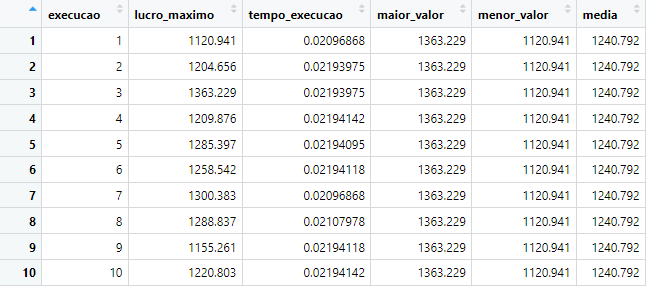 execucao lucro_maximo tempo_execucao maior_valor menor_valor media
1 1 1120.941 0.02096868 1363.229 1120.941 1240.792
2 2 1204.656 0.02193975 1363.229 1120.941 1240.792
3 3 1363.229 0.02193975 1363.229 1120.941 1240.792
4 4 1209.876 0.02194142 1363.229 1120.941 1240.792
5 5 1285.397 0.02194095 1363.229 1120.941 1240.792
6 6 1258.542 0.02194118 1363.229 1120.941 1240.792
7 7 1300.383 0.02096868 1363.229 1120.941 1240.792
8 8 1288.837 0.02107978 1363.229 1120.941 1240.792
9 9 1155.261 0.02194118 1363.229 1120.941 1240.792
10 10 1220.803 0.02194142 1363.229 1120.941 1240.792